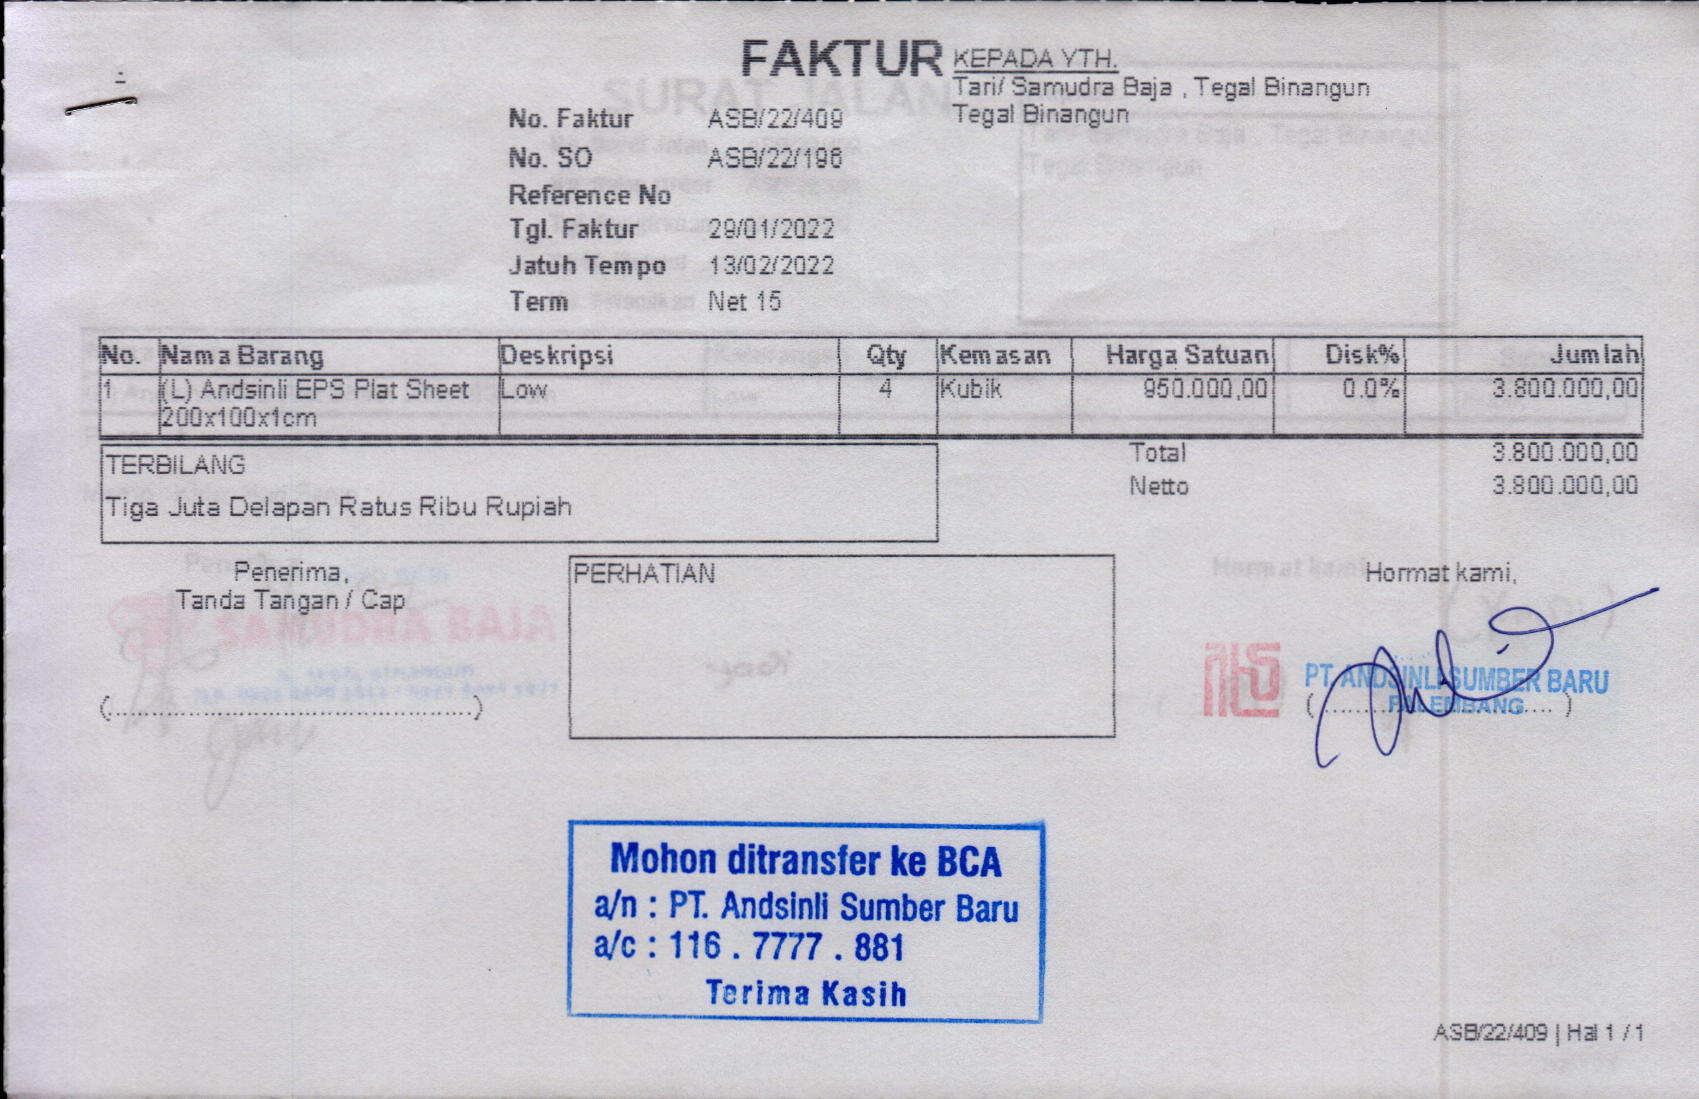 FAKTUR
KEPADA YTH.
Tari/ Samudra Baja , Tegal Binangun
Tegal Binangun
No. Faktur ASB/22/409
No. SO ASB/22/196
Reference No
Tgl. Faktur 29/01/2022
Jatuh Tempo 13/02/2022
Term Net 15
No. Nama Barang Deskripsi Qty Kemasan Harga Satuan Disk% Jumlah
1 (L) Andsinli EPS Plat Sheet Low 4 Kubik 950.000,00 0.0% 3.800.000,00
200x100x1cm
Total 3.800.000,00
Netto 3.800.000,00
TERBILANG
Tiga Juta Delapan Ratus Ribu Rupiah
Penerima,
Tanda Tangan / Cap
(................................................)
PERHATIAN
Hormat kami,
PT. ANDSINLI SUMBER BARU
PALEMBANG
SAMUDRA BAJA
SURAT JALAN
Mohon ditransfer ke BCA
a/n : PT. Andsinli Sumber Baru
a/c : 116 . 7777 . 881
Terima Kasih
ASB/22/409 | Hal 1 / 1